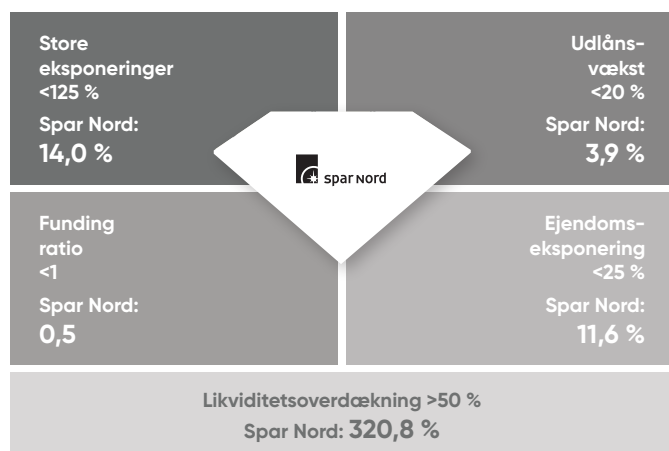 Store
eksponeringer
<125 %
Spar Nord:
14,0 %
Udlåns-
vækst
<20 %
Spar Nord:
3,9 %
spar nord
Funding
ratio
<1
Spar Nord:
0,5
Ejendoms-
eksponering
<25 %
Spar Nord:
11,6 %
Likviditetsoverdækning >50 %
Spar Nord: 320,8 %